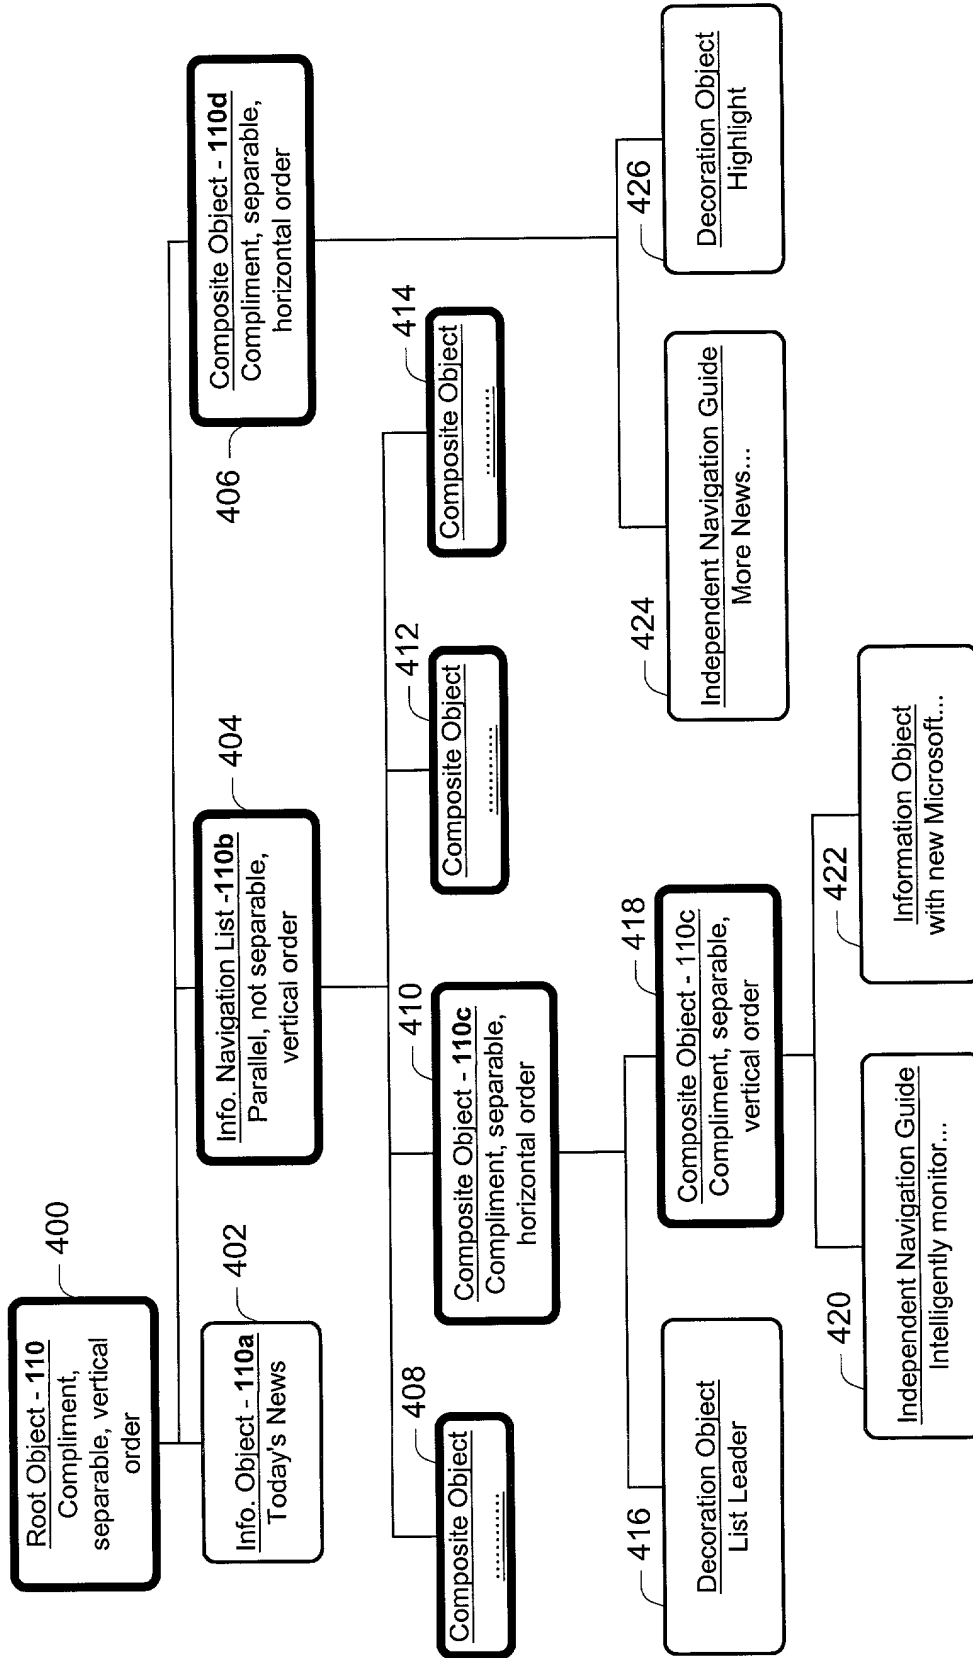 400
Root Object - 110
Compliment,
separable, vertical
order
402
Info. Object - 110a
Today's News
404
Info. Navigation List -110b
Parallel, not separable,
vertical order
406
Composite Object - 110d
Compliment, separable,
horizontal order
408
Composite Object
...........
410
Composite Object - 110c
Compliment, separable,
horizontal order
412
Composite Object
...........
414
Composite Object
...........
416
Decoration Object
List Leader
418
Composite Object - 110c
Compliment, separable,
vertical order
424
Independent Navigation Guide
More News...
426
Decoration Object
Highlight
420
Independent Navigation Guide
Intelligently monitor...
422
Information Object
with new Microsoft...